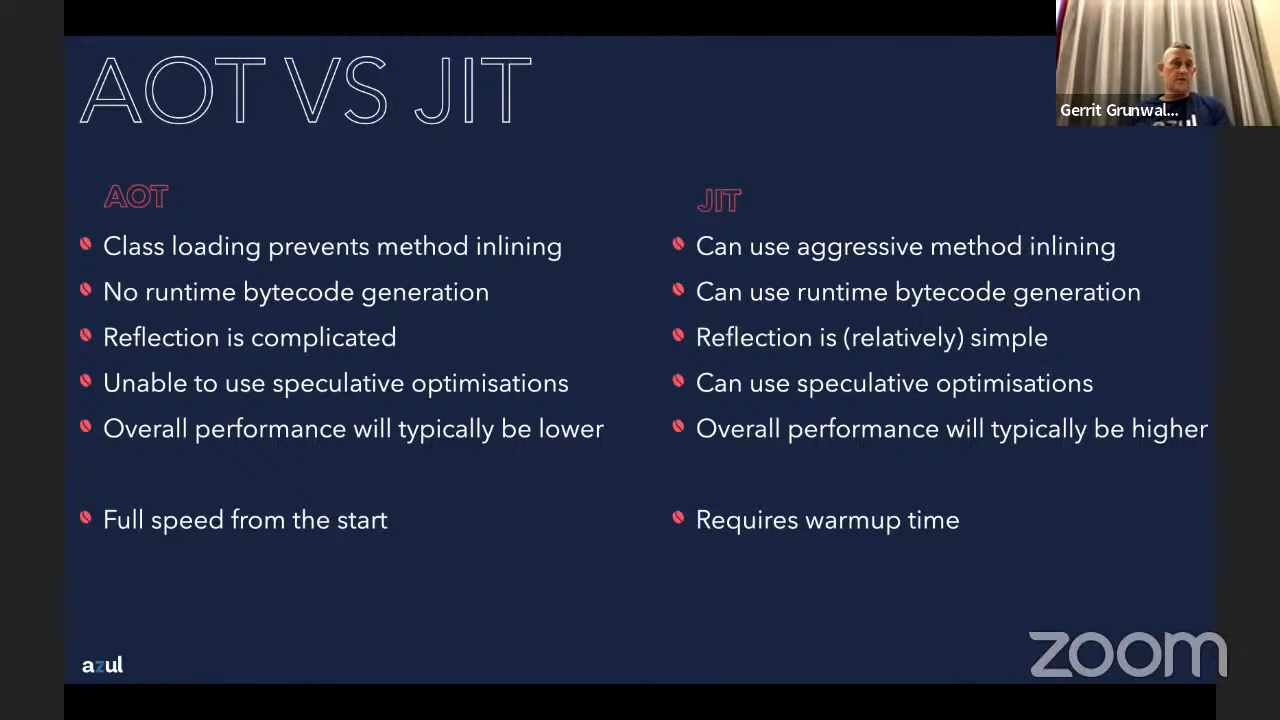 AOT VS JIT
Gerrit Grunwal...
azul
AOT
Class loading prevents method inlining
No runtime bytecode generation
Reflection is complicated
Unable to use speculative optimisations
Overall performance will typically be lower
Full speed from the start
JIT
Can use aggressive method inlining
Can use runtime bytecode generation
Reflection is (relatively) simple
Can use speculative optimisations
Overall performance will typically be higher
Requires warmup time
azul
zoom